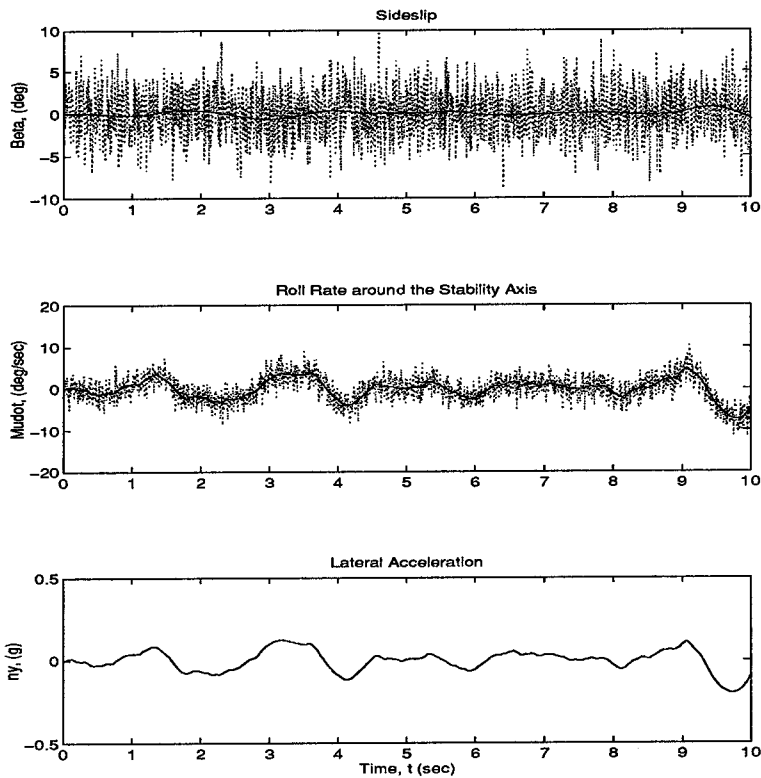 Sideslip
10
5
0
−5
−10
Beta, (deg)
0 1 2 3 4 5 6 7 8 9 10
Roll Rate around the Stability Axis
20
10
0
−10
−20
Mudot, (deg/sec)
0 1 2 3 4 5 6 7 8 9 10
Lateral Acceleration
0.5
0
−0.5
ny, (g)
0 1 2 3 4 5 6 7 8 9 10
Time, t (sec)